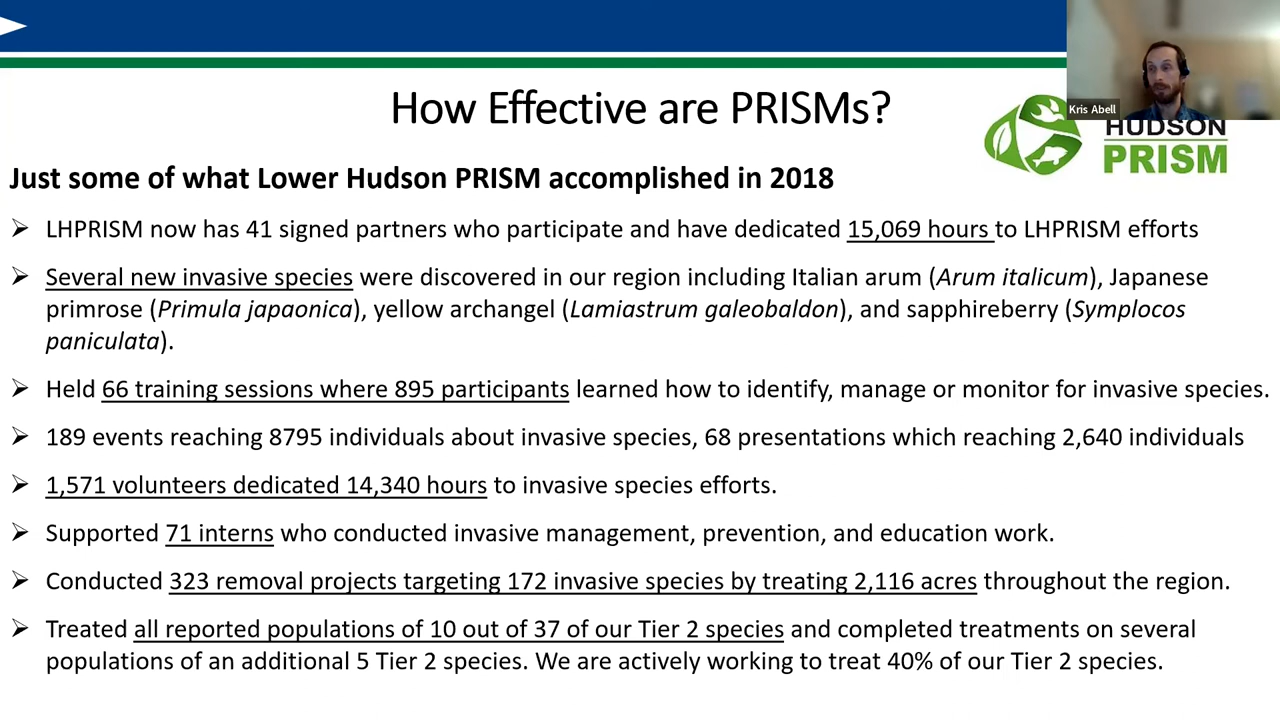 Kris Abell
How Effective are PRISMs?
HUDSON
PRISM
Just some of what Lower Hudson PRISM accomplished in 2018
➢ LHPRISM now has 41 signed partners who participate and have dedicated 15,069 hours to LHPRISM efforts
➢ Several new invasive species were discovered in our region including Italian arum (Arum italicum), Japanese
primrose (Primula japaonica), yellow archangel (Lamiastrum galeobaldon), and sapphireberry (Symplocos
paniculata).
➢ Held 66 training sessions where 895 participants learned how to identify, manage or monitor for invasive species.
➢ 189 events reaching 8795 individuals about invasive species, 68 presentations which reaching 2,640 individuals
➢ 1,571 volunteers dedicated 14,340 hours to invasive species efforts.
➢ Supported 71 interns who conducted invasive management, prevention, and education work.
➢ Conducted 323 removal projects targeting 172 invasive species by treating 2,116 acres throughout the region.
➢ Treated all reported populations of 10 out of 37 of our Tier 2 species and completed treatments on several
populations of an additional 5 Tier 2 species. We are actively working to treat 40% of our Tier 2 species.